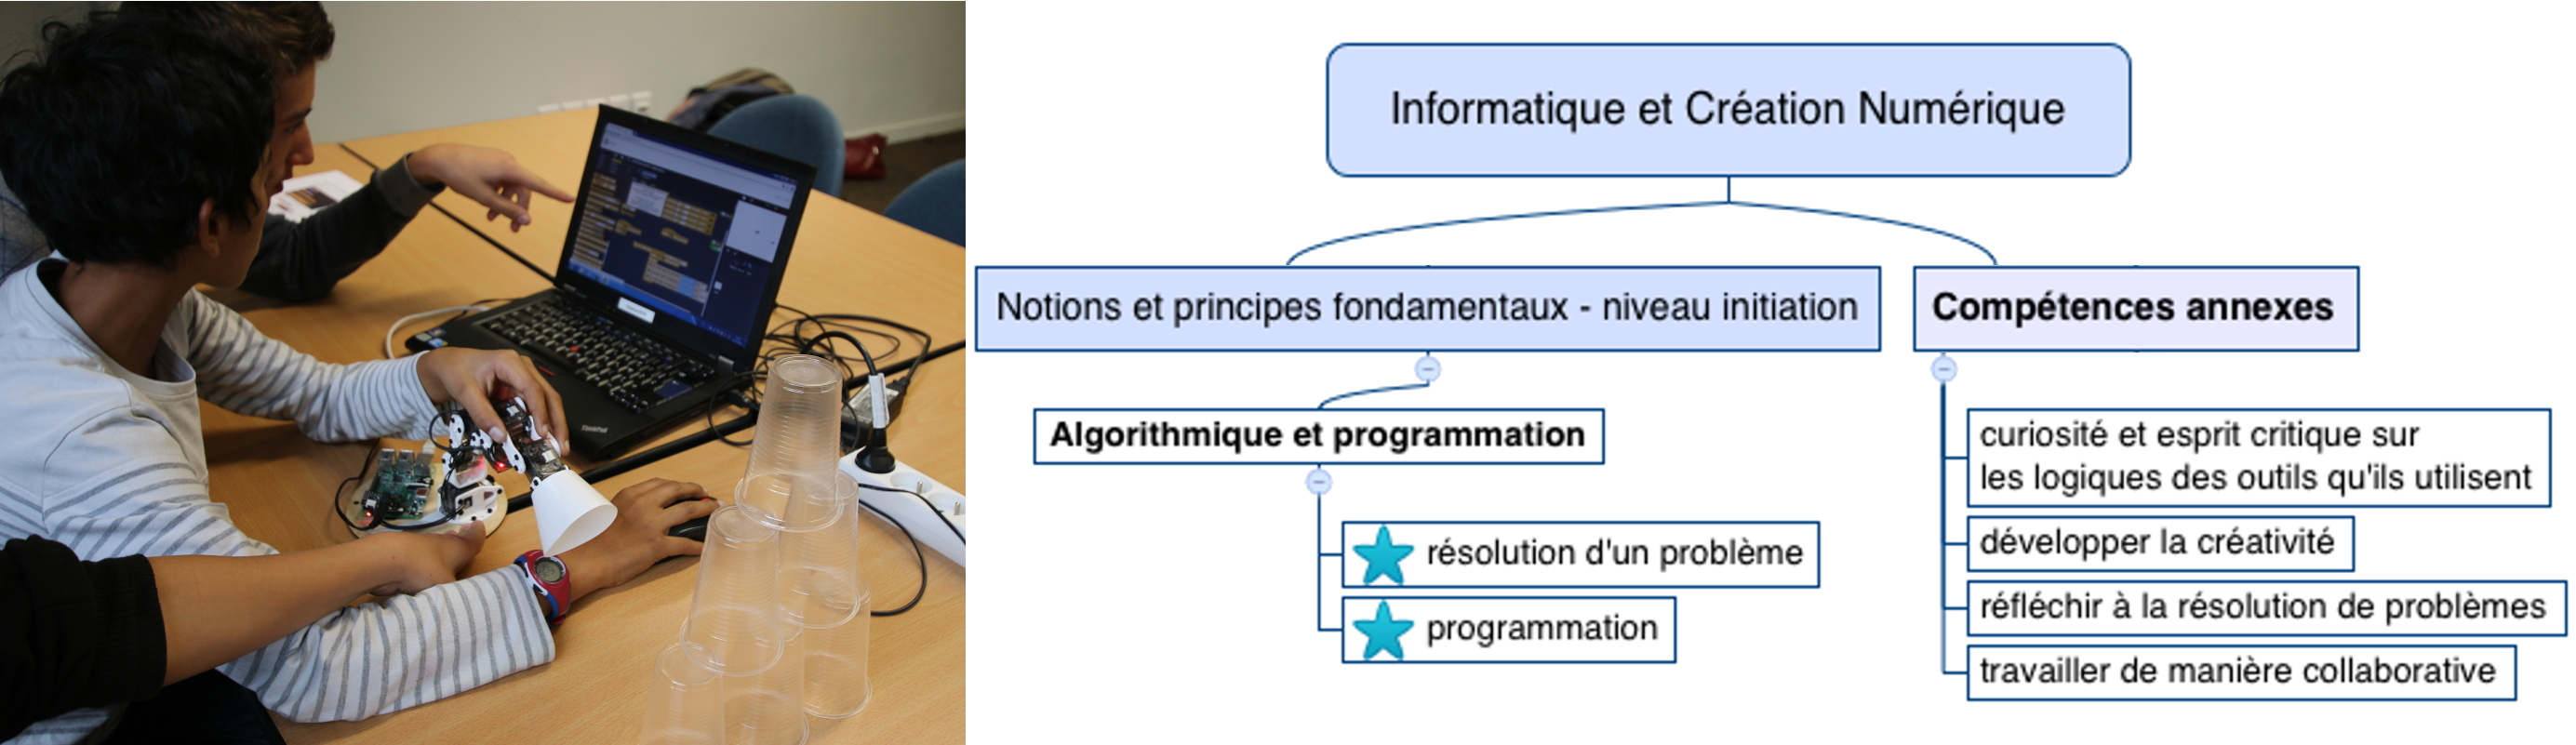 Informatique et Création Numérique
Notions et principes fondamentaux - niveau initiation
Algorithmique et programmation
résolution d'un problème
programmation
Compétences annexes
curiosité et esprit critique sur
les logiques des outils qu'ils utilisent
développer la créativité
réfléchir à la résolution de problèmes
travailler de manière collaborative
ThinkPad